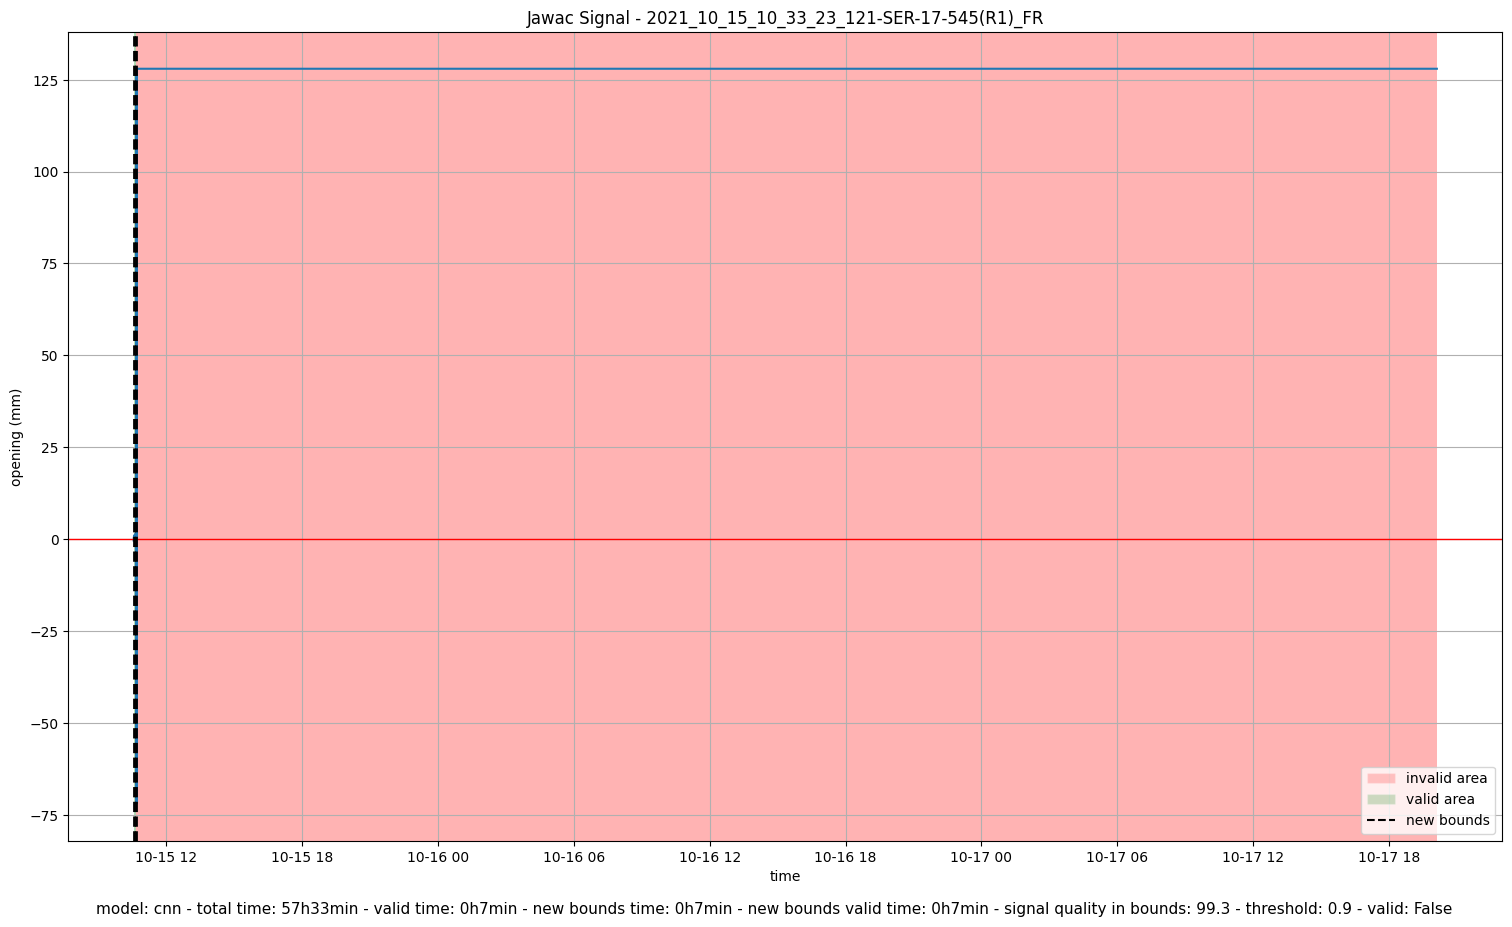 Jawac Signal - 2021_10_15_10_33_23_121-SER-17-545(R1)_FR
opening (mm)
125
100
75
50
25
0
−25
−50
−75
invalid area
valid area
new bounds
10-15 12
10-15 18
10-16 00
10-16 06
10-16 12
10-16 18
10-17 00
10-17 06
10-17 12
10-17 18
time
model: cnn - total time: 57h33min - valid time: 0h7min - new bounds time: 0h7min - new bounds valid time: 0h7min - signal quality in bounds: 99.3 - threshold: 0.9 - valid: False